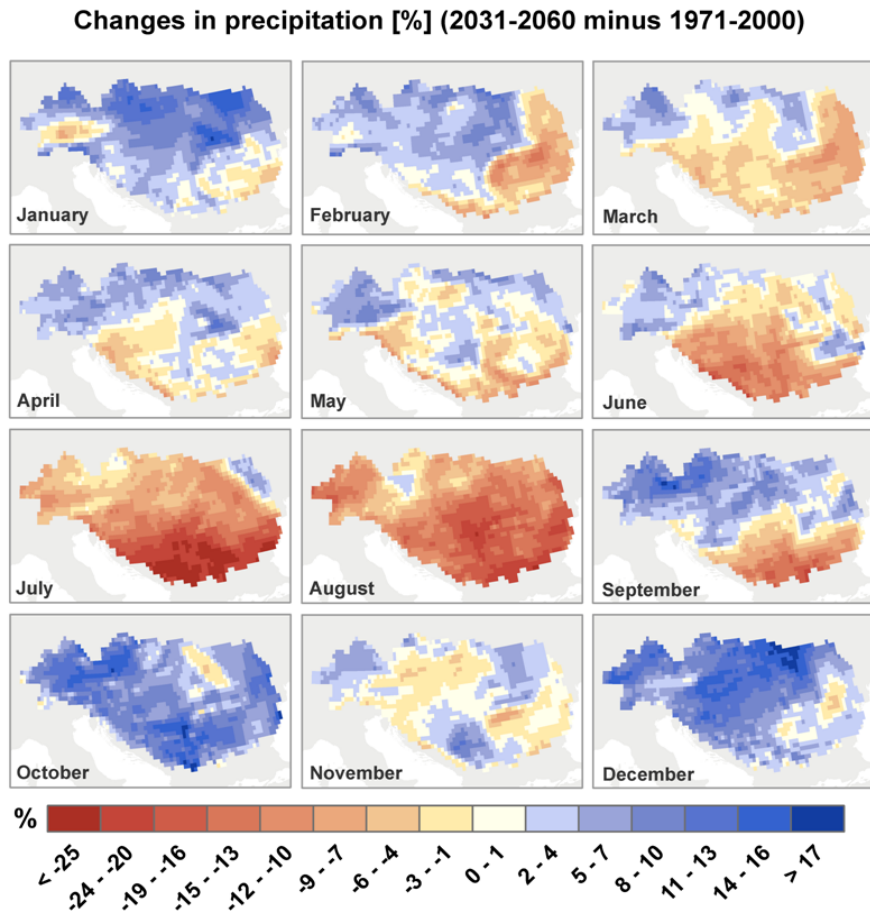 Changes in precipitation [%] (2031-2060 minus 1971-2000)
January
February
March
April
May
June
July
August
September
October
November
December
%
< -25
-24 - -20
-19 - -16
-15 - -13
-12 - -10
-9 - -7
-6 - -4
-3 - -1
0 - 1
2 - 4
5 - 7
8 - 10
11 - 13
14 - 16
> 17